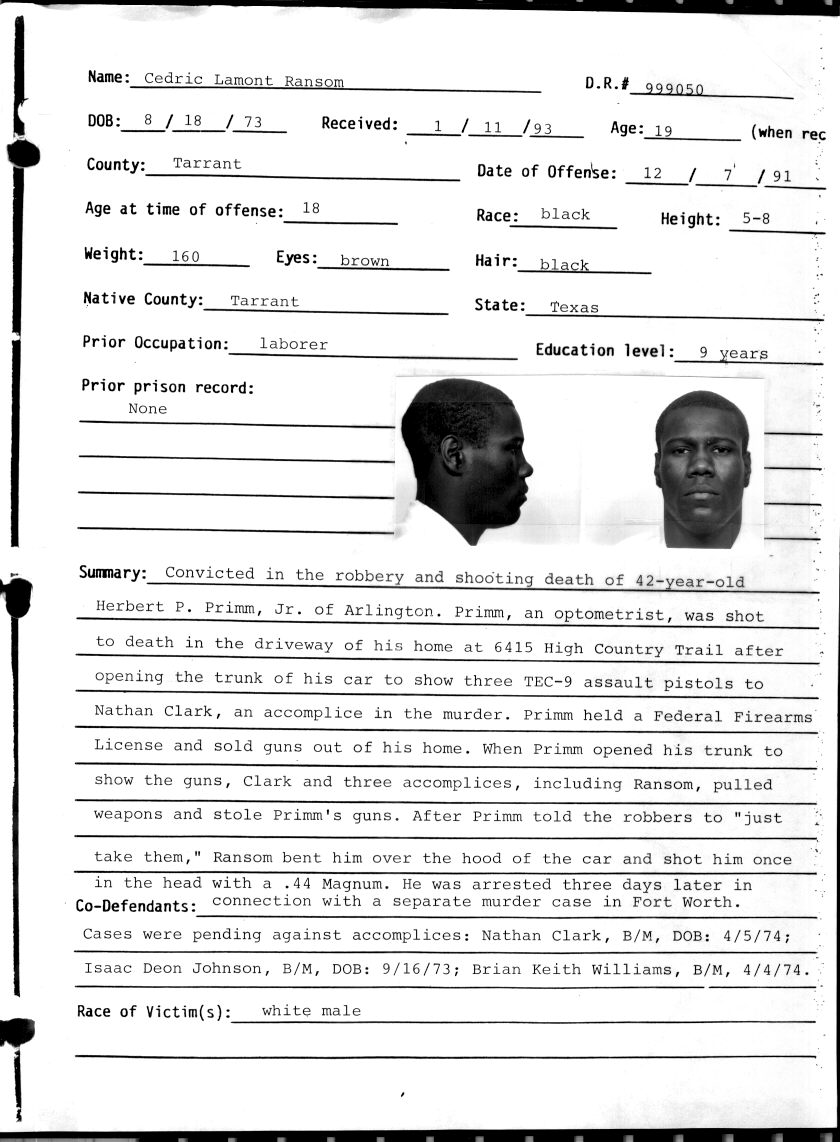 Name: Cedric Lamont Ransom D.R.# 999050
DOB: 8 / 18 / 73 Received: 1 / 11 / 93 Age: 19 (when rec
County: Tarrant Date of Offense: 12 / 7 / 91
Age at time of offense: 18 Race: black Height: 5-8
Weight: 160 Eyes: brown Hair: black
Native County: Tarrant State: Texas
Prior Occupation: laborer Education level: 9 years
Prior prison record:
None
Summary: Convicted in the robbery and shooting death of 42-year-old
Herbert P. Primm, Jr. of Arlington. Primm, an optometrist, was shot
to death in the driveway of his home at 6415 High Country Trail after
opening the trunk of his car to show three TEC-9 assault pistols to
Nathan Clark, an accomplice in the murder. Primm held a Federal Firearms
License and sold guns out of his home. When Primm opened his trunk to
show the guns, Clark and three accomplices, including Ransom, pulled
weapons and stole Primm's guns. After Primm told the robbers to "just
take them," Ransom bent him over the hood of the car and shot him once
in the head with a .44 Magnum. He was arrested three days later in
Co-Defendants: connection with a separate murder case in Fort Worth.
Cases were pending against accomplices: Nathan Clark, B/M, DOB: 4/5/74;
Isaac Deon Johnson, B/M, DOB: 9/16/73; Brian Keith Williams, B/M, 4/4/74.
Race of Victim(s): white male